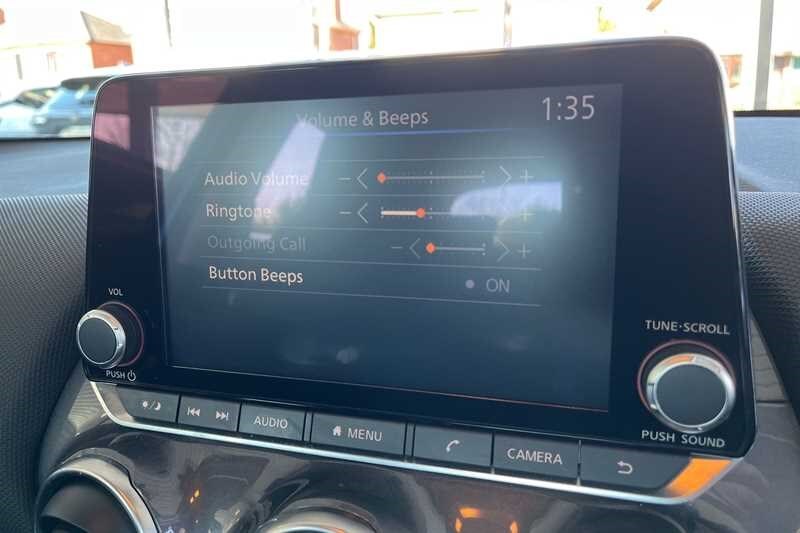 Volume & Beeps 1:35
Audio Volume
Ringtone
Outgoing Call
Button Beeps ON
VOL
PUSH
TUNE·SCROLL
PUSH SOUND
AUDIO
MENU
CAMERA